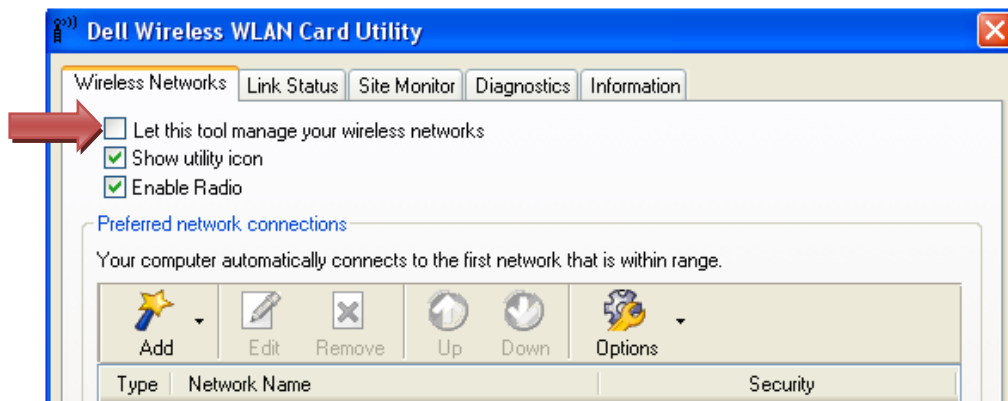 Dell Wireless WLAN Card Utility
Wireless Networks Link Status Site Monitor Diagnostics Information
Let this tool manage your wireless networks
Show utility icon
Enable Radio
Preferred network connections
Your computer automatically connects to the first network that is within range.
Add Edit Remove Up Down Options
Type Network Name Security